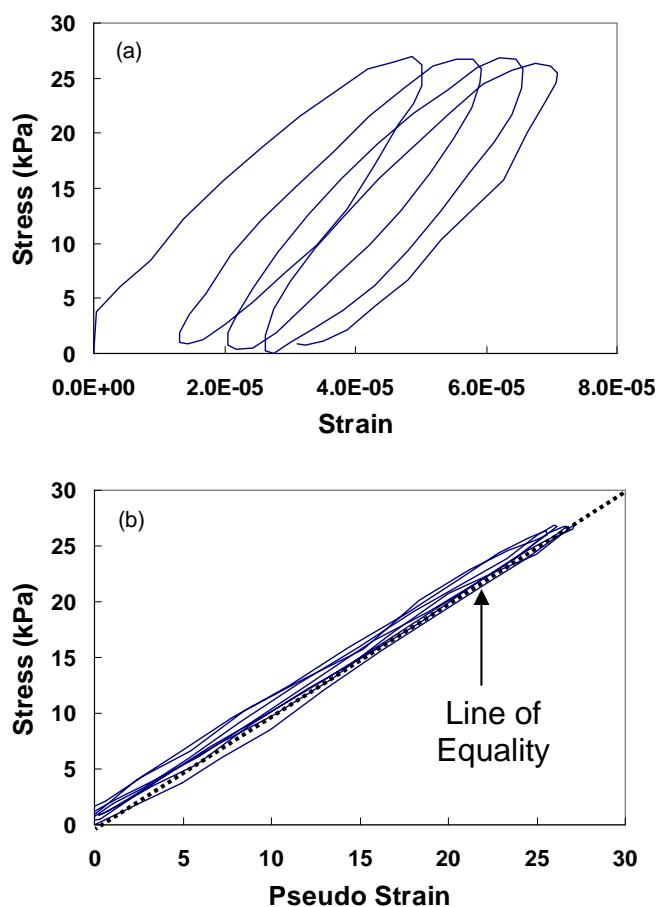 (a)
Stress (kPa)
30
25
20
15
10
5
0
0.0E+00 2.0E-05 4.0E-05 6.0E-05 8.0E-05
Strain
(b)
Stress (kPa)
30
25
20
15
10
5
0
0 5 10 15 20 25 30
Line of
Equality
Pseudo Strain